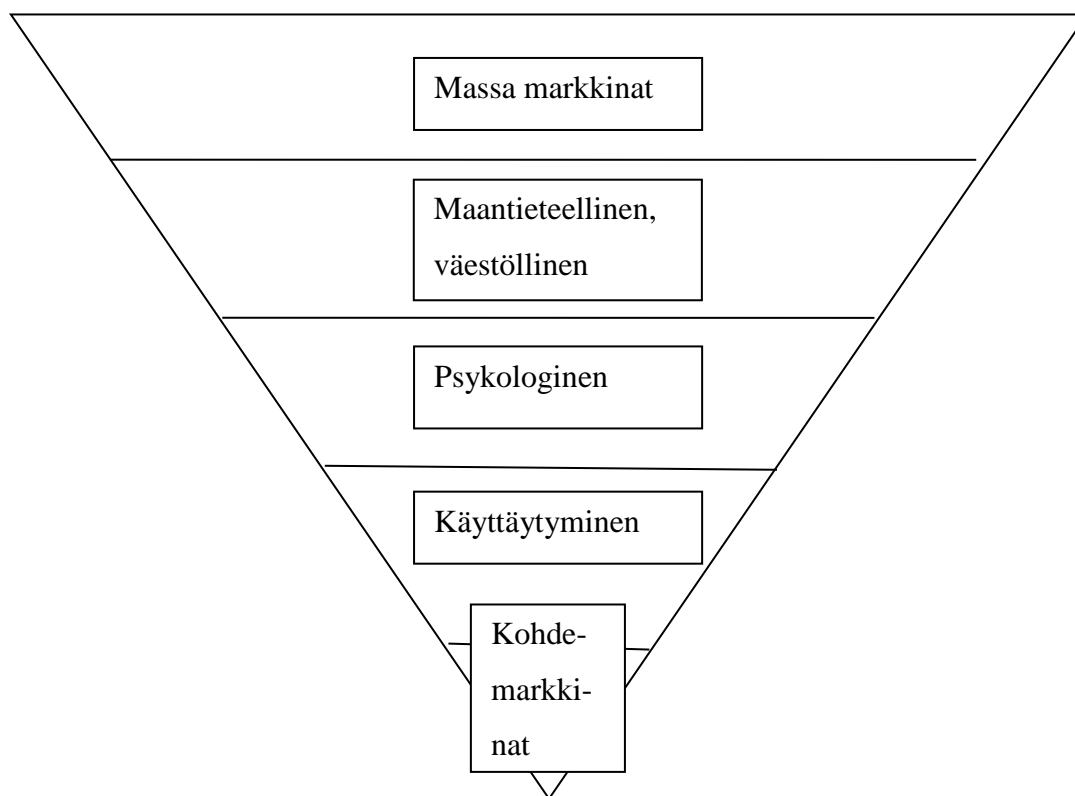 Massa markkinat
Maantieteellinen,
väestöllinen
Psykologinen
Käyttäytyminen
Kohde-
markki-
nat